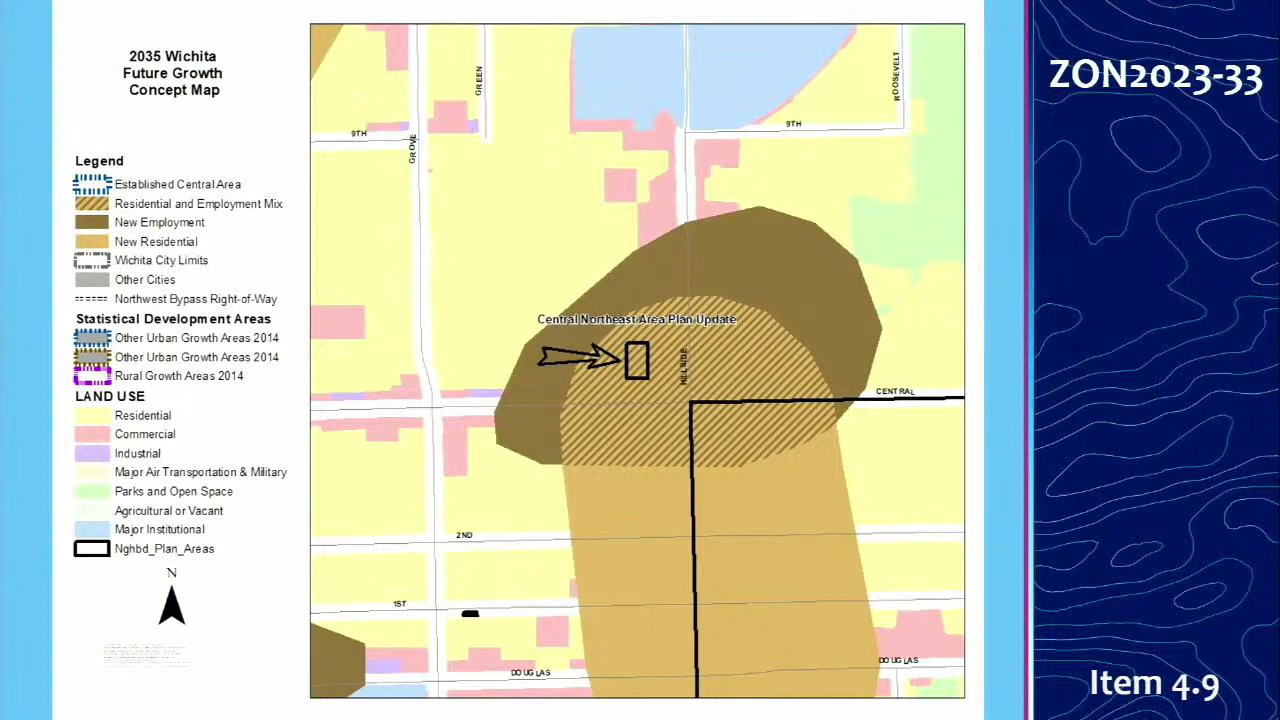 2035 Wichita
Future Growth
Concept Map
Legend
Established Central Area
Residential and Employment Mix
New Employment
New Residential
Wichita City Limits
Other Cities
Northwest Bypass Right-of-Way
Statistical Development Areas
Other Urban Growth Areas 2014
Other Urban Growth Areas 2014
Rural Growth Areas 2014
LAND USE
Residential
Commercial
Industrial
Major Air Transportation & Military
Parks and Open Space
Agricultural or Vacant
Major Institutional
Nghbd_Plan_Areas
N
GREEN
ROOSEVELT
9TH
GROVE
9TH
Central Northeast Area Plan Update
HILLSIDE
CENTRAL
2ND
1ST
DOUGLAS
DOUGLAS
ZON2023-33
Item 4.9